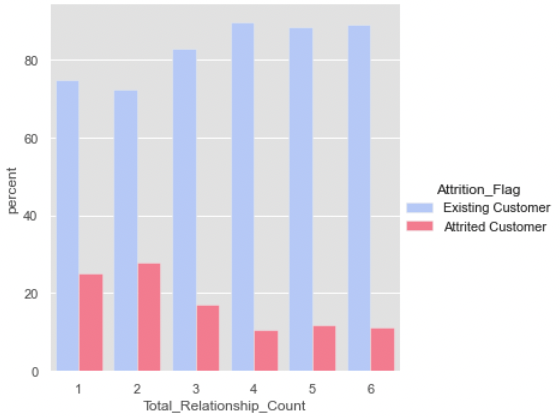 80
60
40
20
0
percent
1 2 3 4 5 6
Total_Relationship_Count
Attrition_Flag
Existing Customer
Attrited Customer